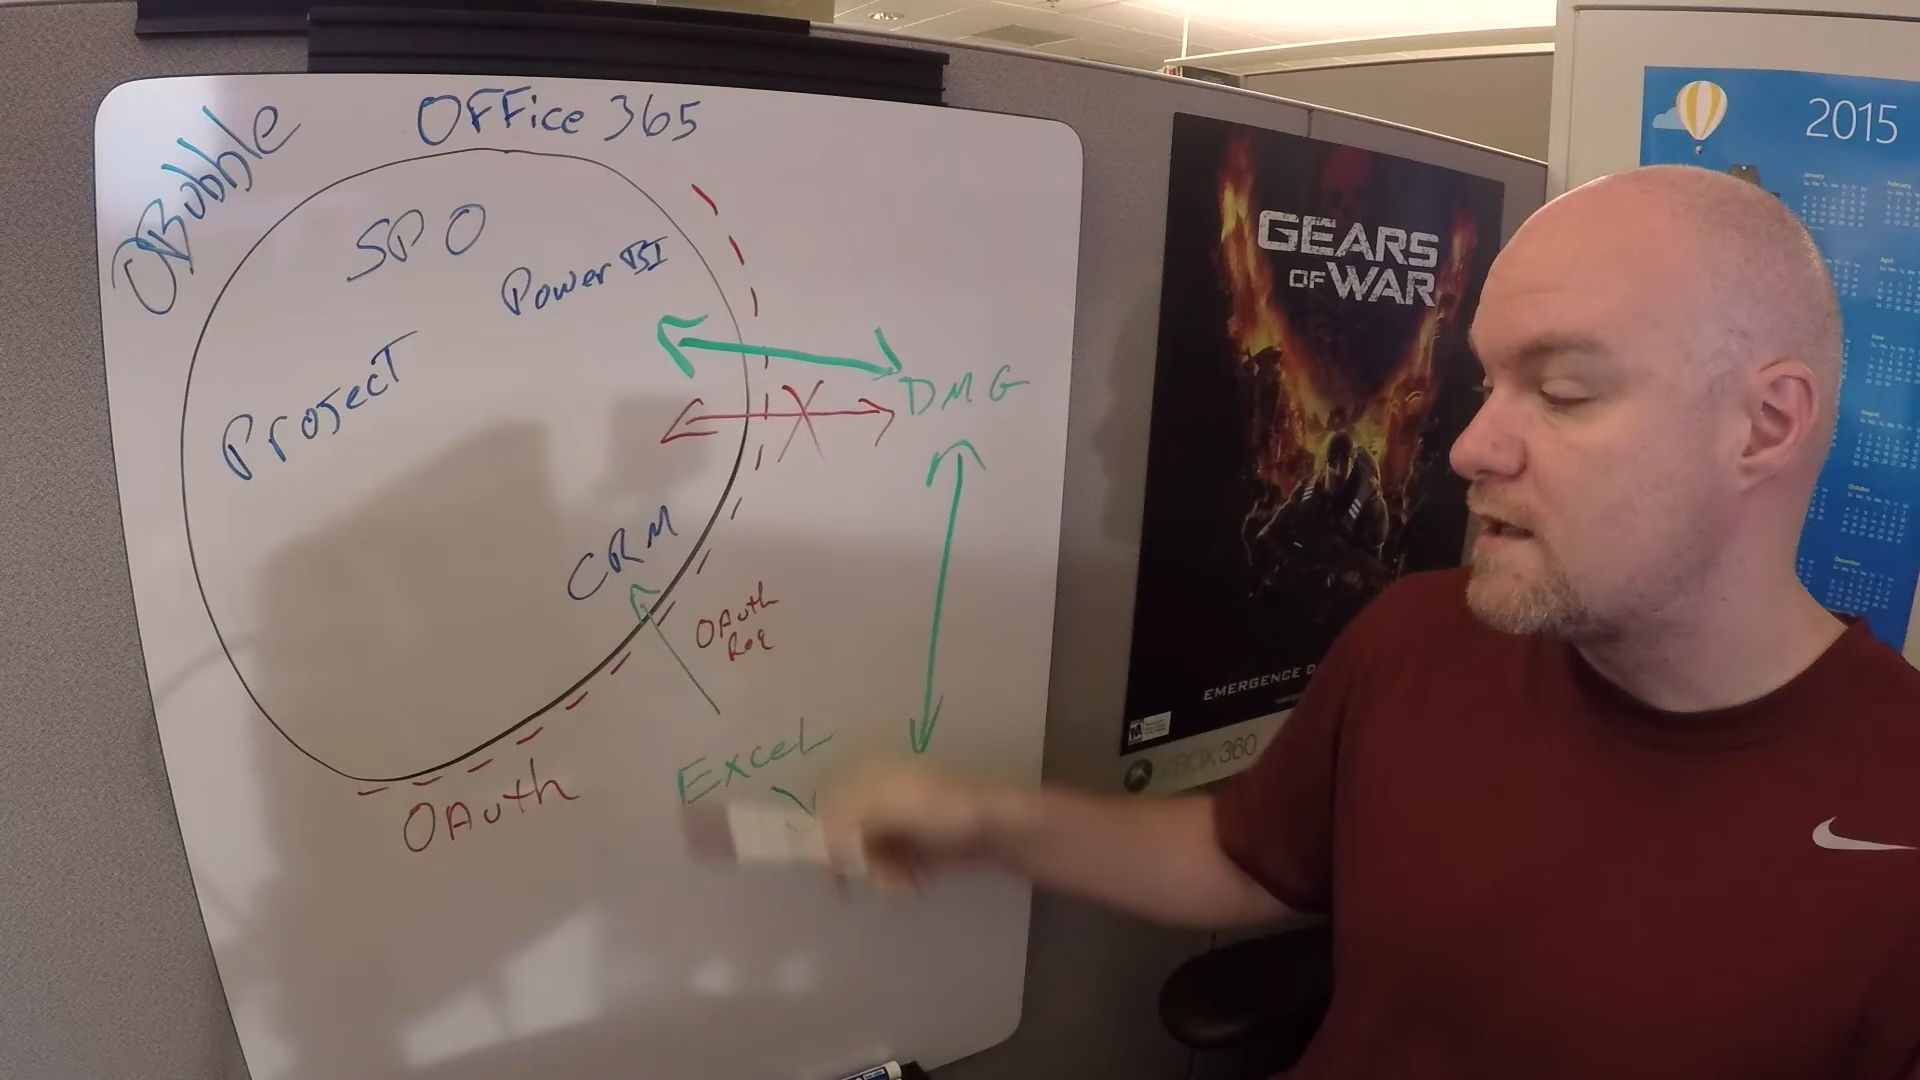 Office 365
OBubble
SPO
Power BI
Project
DMG
CRM
OAuth
Req
Excel
OAuth
GEARS
OF WAR
EMERGENCE D
XBOX 360
2015